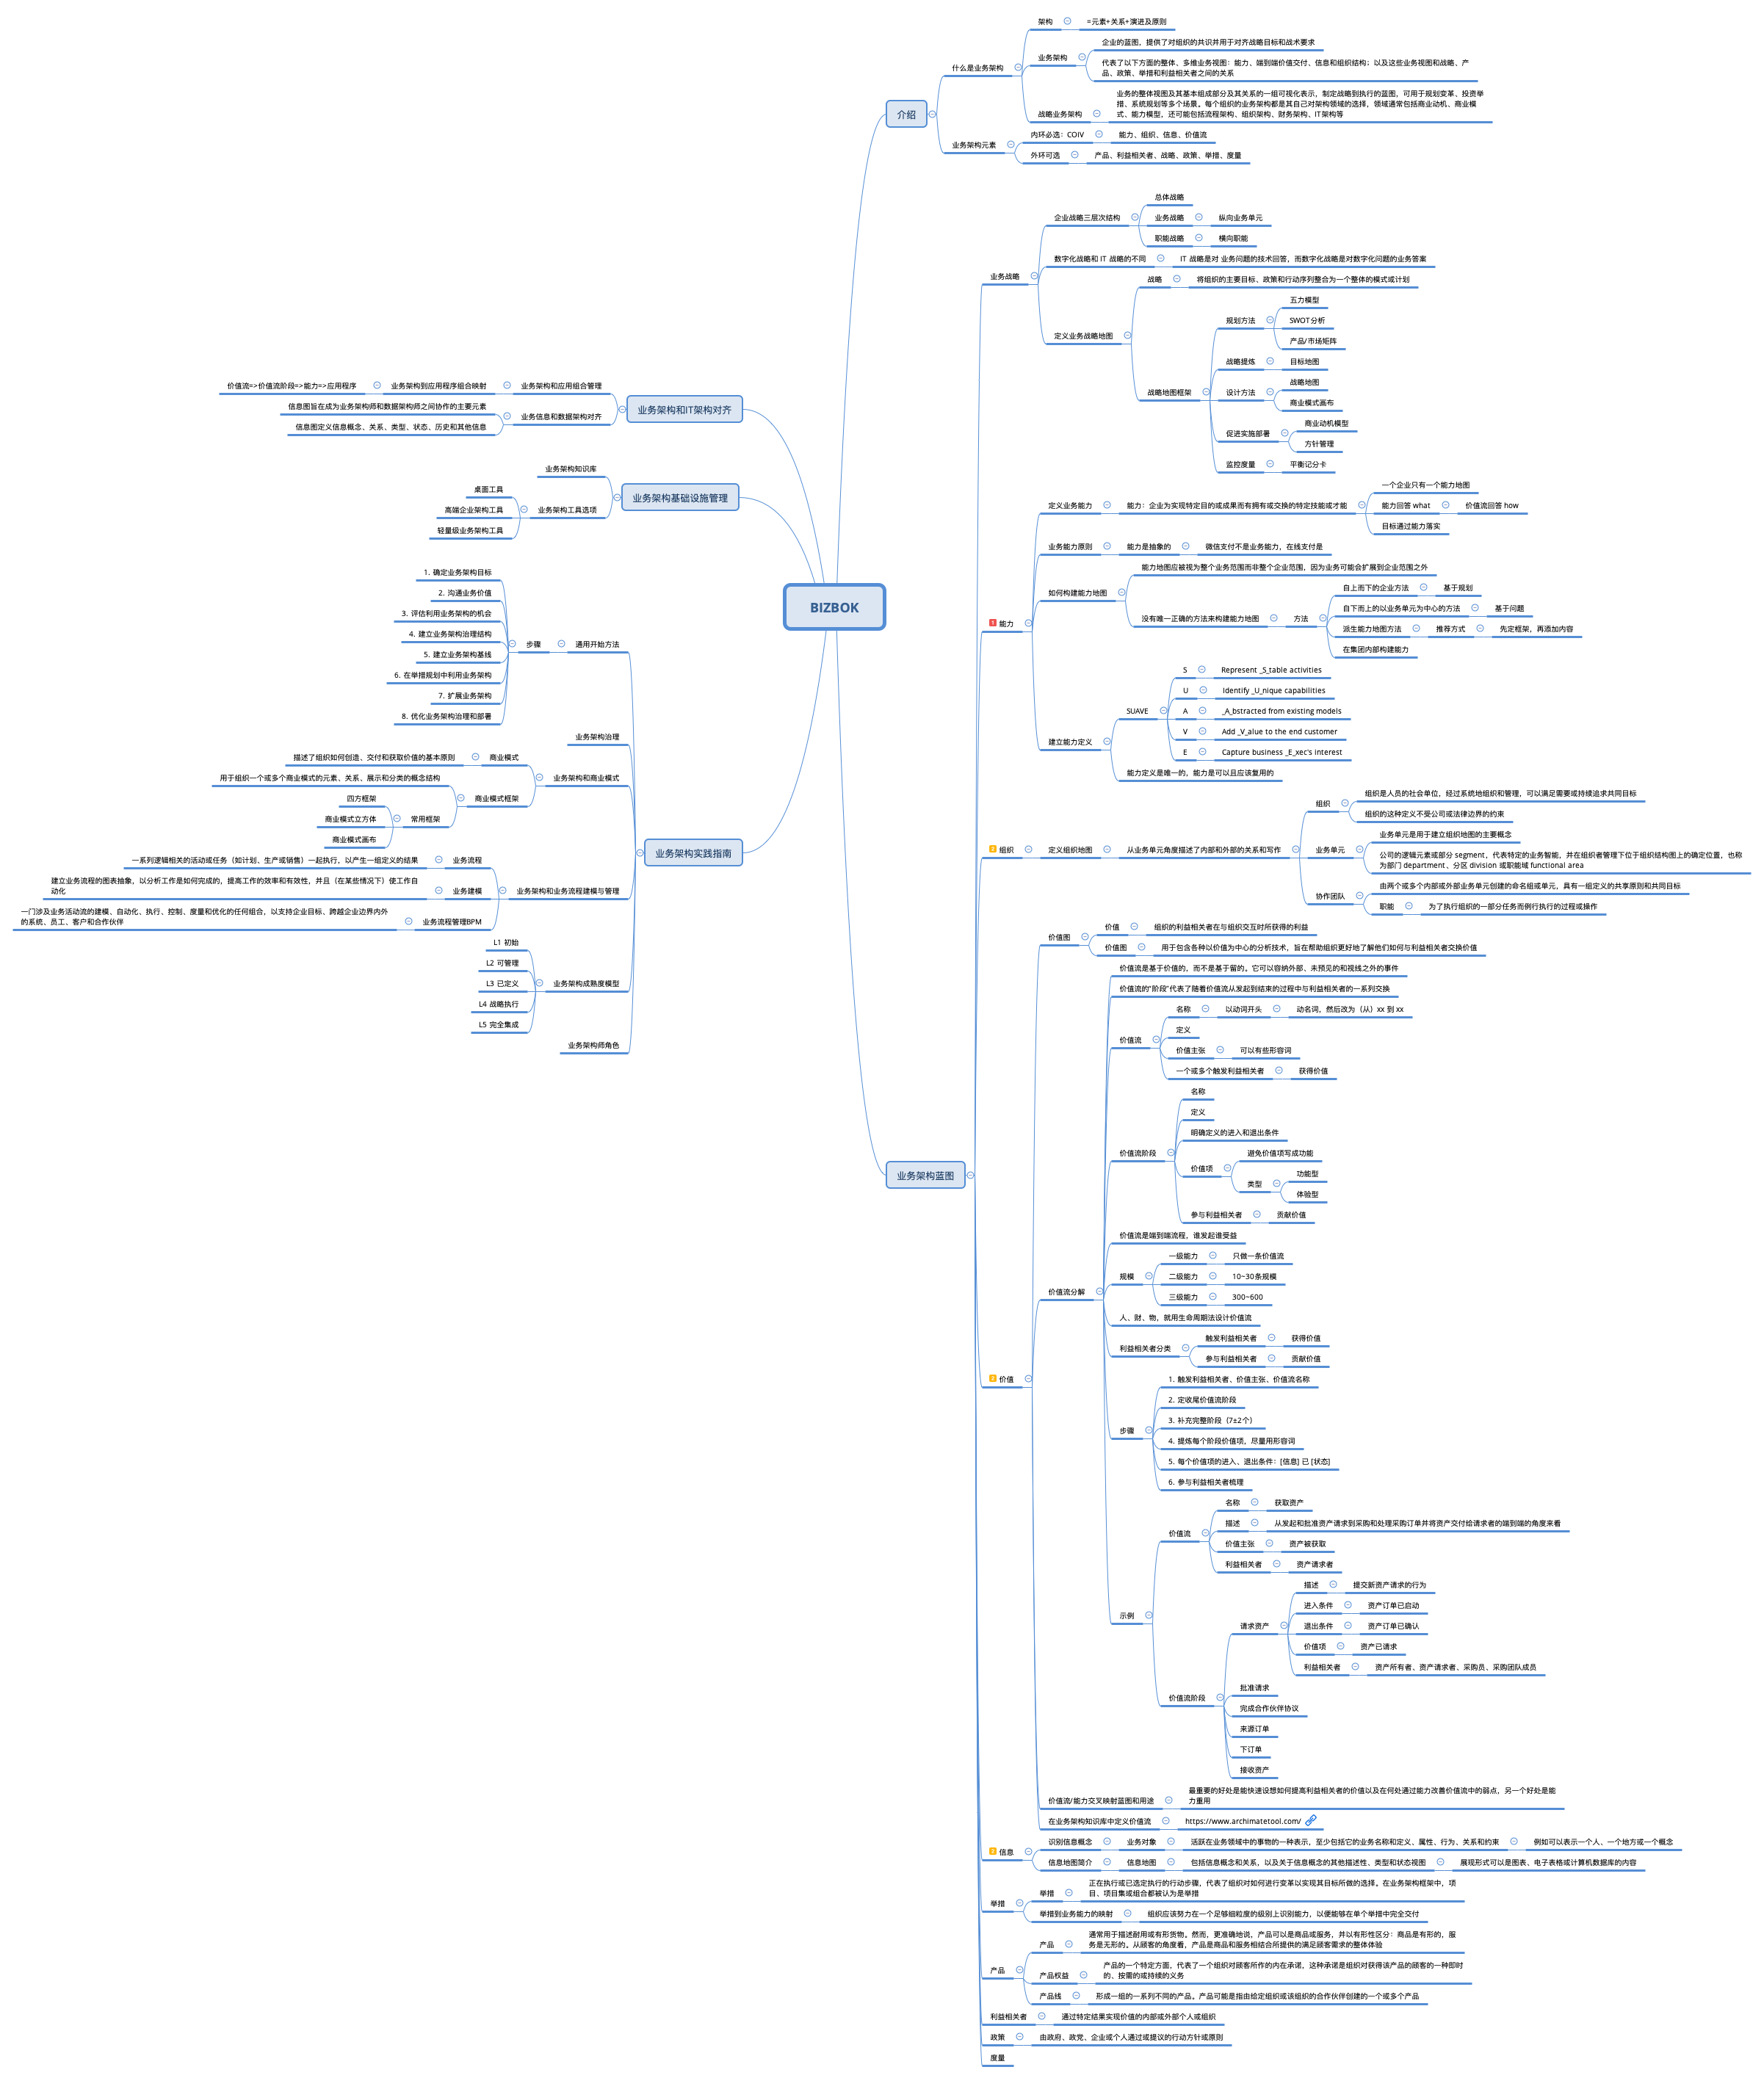 BIZBOK
介绍
什么是业务架构
架构
=元素+关系+演进及原则
业务架构
企业的蓝图，提供了对组织的共识并用于对齐战略目标和战术要求
代表了以下方面的整体、多维业务视图：能力、端到端价值交付、信息和组织结构；以及这些业务视图和战略、产
品、政策、举措和利益相关者之间的关系
战略业务架构
业务的整体视图及其基本组成部分及其关系的一组可视化表示，制定战略到执行的蓝图，可用于规划变革、投资举
措、系统规划等多个场景。每个组织的业务架构都是其自己对架构领域的选择，领域通常包括商业动机、商业模
式、能力模型，还可能包括流程架构、组织架构、财务架构、IT架构等
业务架构元素
内环必选：COIV
能力、组织、信息、价值流
外环可选
产品、利益相关者、战略、政策、举措、度量
业务架构蓝图
业务战略
企业战略三层次结构
总体战略
业务战略
纵向业务单元
职能战略
横向职能
数字化战略和 IT 战略的不同
IT 战略是对 业务问题的技术回答，而数字化战略是对数字化问题的业务答案
定义业务战略地图
战略
将组织的主要目标、政策和行动序列整合为一个整体的模式或计划
战略地图框架
规划方法
五力模型
SWOT分析
产品/市场矩阵
战略提炼
目标地图
设计方法
战略地图
商业模式画布
促进实施部署
商业动机模型
方针管理
监控度量
平衡记分卡
1
能力
定义业务能力
能力：企业为实现特定目的或成果而有拥有或交换的特定技能或才能
一个企业只有一个能力地图
能力回答 what
价值流回答 how
目标通过能力落实
业务能力原则
能力是抽象的
微信支付不是业务能力，在线支付是
如何构建能力地图
能力地图应被视为整个业务范围而非整个企业范围，因为业务可能会扩展到企业范围之外
没有唯一正确的方法来构建能力地图
方法
自上而下的企业方法
基于规划
自下而上的以业务单元为中心的方法
基于问题
派生能力地图方法
推荐方式
先定框架，再添加内容
在集团内部构建能力
建立能力定义
SUAVE
S
Represent _S_table activities
U
Identify _U_nique capabilities
A
_A_bstracted from existing models
V
Add _V_alue to the end customer
E
Capture business _E_xec's interest
能力定义是唯一的，能力是可以且应该复用的
组织
定义组织地图
从业务单元角度描述了内部和外部的关系和写作
组织
组织是人员的社会单位，经过系统地组织和管理，可以满足需要或持续追求共同目标
组织的这种定义不受公司或法律边界的约束
业务单元
业务单元是用于建立组织地图的主要概念
公司的逻辑元素或部分 segment，代表特定的业务智能，并在组织者管理下位于组织结构图上的确定位置，也称
为部门 department、分区 division 或职能域 functional area
协作团队
由两个或多个内部或外部业务单元创建的命名组或单元，具有一组定义的共享原则和共同目标
职能
为了执行组织的一部分任务而例行执行的过程或操作
价值
价值图
价值
组织的利益相关者在与组织交互时所获得的利益
价值图
用于包含各种以价值为中心的分析技术，旨在帮助组织更好地了解他们如何与利益相关者交换价值
价值流分解
价值流是基于价值的，而不是基于留的。它可以容纳外部、未预见的和视线之外的事件
价值流的“阶段”代表了随着价值流从发起到结束的过程中与利益相关者的一系列交换
价值流
名称
以动词开头
动名词，然后改为（从）xx 到 xx
定义
价值主张
可以有些形容词
一个或多个触发利益相关者
获得价值
价值流阶段
名称
定义
明确定义的进入和退出条件
价值项
避免价值项写成功能
类型
功能型
体验型
参与利益相关者
贡献价值
价值流是端到端流程，谁发起谁受益
规模
一级能力
只做一条价值流
二级能力
10~30条规模
三级能力
300~600
人、财、物，就用生命周期法设计价值流
利益相关者分类
触发利益相关者
获得价值
参与利益相关者
贡献价值
步骤
1. 触发利益相关者、价值主张、价值流名称
2. 定收尾价值流阶段
3. 补充完整阶段（7±2个）
4. 提炼每个阶段价值项，尽量用形容词
5. 每个价值项的进入、退出条件：[信息] 已 [状态]
6. 参与利益相关者梳理
示例
价值流
名称
获取资产
描述
从发起和批准资产请求到采购和处理采购订单并将资产交付给请求者的端到端的角度来看
价值主张
资产被获取
利益相关者
资产请求者
价值流阶段
请求资产
描述
提交新资产请求的行为
进入条件
资产订单已启动
退出条件
资产订单已确认
价值项
资产已请求
利益相关者
资产所有者、资产请求者、采购员、采购团队成员
批准请求
完成合作伙伴协议
来源订单
下订单
接收资产
价值流/能力交叉映射蓝图和用途
最重要的好处是能快速设想如何提高利益相关者的价值以及在何处通过能力改善价值流中的弱点，另一个好处是能
力重用
在业务架构知识库中定义价值流
https://www.archimatetool.com/
信息
识别信息概念
业务对象
活跃在业务领域中的事物的一种表示，至少包括它的业务名称和定义、属性、行为、关系和约束
例如可以表示一个人、一个地方或一个概念
信息地图简介
信息地图
包括信息概念和关系，以及关于信息概念的其他描述性、类型和状态视图
展现形式可以是图表、电子表格或计算机数据库的内容
举措
举措
正在执行或已选定执行的行动步骤，代表了组织对如何进行变革以实现其目标所做的选择。在业务架构框架中，项
目、项目集或组合都被认为是举措
举措到业务能力的映射
组织应该努力在一个足够细粒度的级别上识别能力，以便能够在单个举措中完全交付
产品
产品
通常用于描述耐用或有形货物。然而，更准确地说，产品可以是商品或服务，并以有形性区分：商品是有形的，服
务是无形的。从顾客的角度看，产品是商品和服务相结合所提供的满足顾客需求的整体体验
产品权益
产品的一个特定方面，代表了一个组织对顾客所作的内在承诺，这种承诺是组织对获得该产品的顾客的一种即时
的、按需的或持续的义务
产品线
形成一组的一系列不同的产品。产品可能是指由给定组织或该组织的合作伙伴创建的一个或多个产品
利益相关者
通过特定结果实现价值的内部或外部个人或组织
政策
由政府、政党、企业或个人通过或提议的行动方针或原则
度量
业务架构和IT架构对齐
业务架构和应用组合管理
业务架构到应用程序组合映射
价值流=>价值流阶段=>能力=>应用程序
业务信息和数据架构对齐
信息图旨在成为业务架构师和数据架构师之间协作的主要元素
信息图定义信息概念、关系、类型、状态、历史和其他信息
业务架构基础设施管理
业务架构知识库
业务架构工具选项
桌面工具
高端企业架构工具
轻量级业务架构工具
业务架构实践指南
通用开始方法
步骤
1. 确定业务架构目标
2. 沟通业务价值
3. 评估利用业务架构的机会
4. 建立业务架构治理结构
5. 建立业务架构基线
6. 在举措规划中利用业务架构
7. 扩展业务架构
8. 优化业务架构治理和部署
业务架构治理
业务架构和商业模式
商业模式
描述了组织如何创造、交付和获取价值的基本原则
商业模式框架
用于组织一个或多个商业模式的元素、关系、展示和分类的概念结构
常用框架
四方框架
商业模式立方体
商业模式画布
业务架构和业务流程建模与管理
业务流程
一系列逻辑相关的活动或任务（如计划、生产或销售）一起执行，以产生一组定义的结果
业务建模
建立业务流程的图表抽象，以分析工作是如何完成的，提高工作的效率和有效性，并且（在某些情况下）使工作自
动化
业务流程管理BPM
一门涉及业务活动流的建模、自动化、执行、控制、度量和优化的任何组合，以支持企业目标、跨越企业边界内外
的系统、员工、客户和合作伙伴
业务架构成熟度模型
L1 初始
L2 可管理
L3 已定义
L4 战略执行
L5 完全集成
业务架构师角色